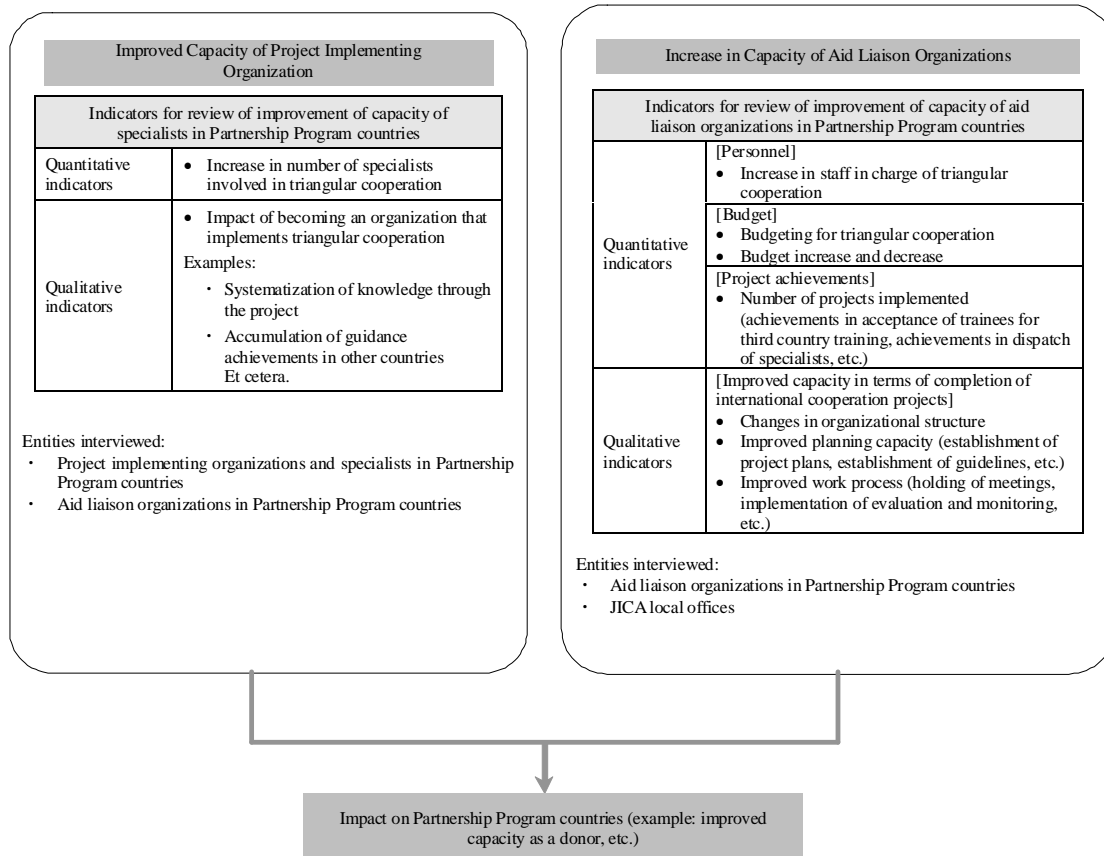 Improved Capacity of Project Implementing
Organization
Indicators for review of improvement of capacity of
specialists in Partnership Program countries
Quantitative
indicators
• Increase in number of specialists
involved in triangular cooperation
Qualitative
indicators
• Impact of becoming an organization that
implements triangular cooperation
Examples:
・ Systematization of knowledge through
the project
・ Accumulation of guidance
achievements in other countries
Et cetera.
Entities interviewed:
・ Project implementing organizations and specialists in Partnership
Program countries
・ Aid liaison organizations in Partnership Program countries
Increase in Capacity of Aid Liaison Organizations
Indicators for review of improvement of capacity of aid
liaison organizations in Partnership Program countries
Quantitative
indicators
[Personnel]
• Increase in staff in charge of triangular
cooperation
[Budget]
• Budgeting for triangular cooperation
• Budget increase and decrease
[Project achievements]
• Number of projects implemented
(achievements in acceptance of trainees for
third country training, achievements in dispatch
of specialists, etc.)
Qualitative
indicators
[Improved capacity in terms of completion of
international cooperation projects]
• Changes in organizational structure
• Improved planning capacity (establishment of
project plans, establishment of guidelines, etc.)
• Improved work process (holding of meetings,
implementation of evaluation and monitoring,
etc.)
Entities interviewed:
・ Aid liaison organizations in Partnership Program countries
・ JICA local offices
Impact on Partnership Program countries (example: improved
capacity as a donor, etc.)